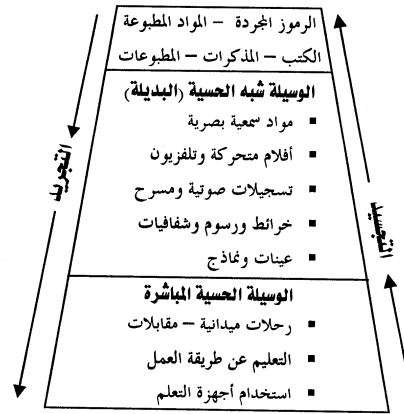 الرموز المجردة – المواد المطبوعة
الكتب – المذكرات – المطبوعات
الوسيلة شبه الحسية (البديلة)
▪ مواد سمعية بصرية
▪ أفلام متحركة وتلفزيون
▪ تسجيلات صوتية ومسرح
▪ خرائط ورسوم وشفافيات
▪ عينات ونماذج
الوسيلة الحسية المباشرة
▪ رحلات ميدانية – مقابلات
▪ التعليم عن طريقة العمل
▪ استخدام أجهزة التعلم
التجسيد
التجريد